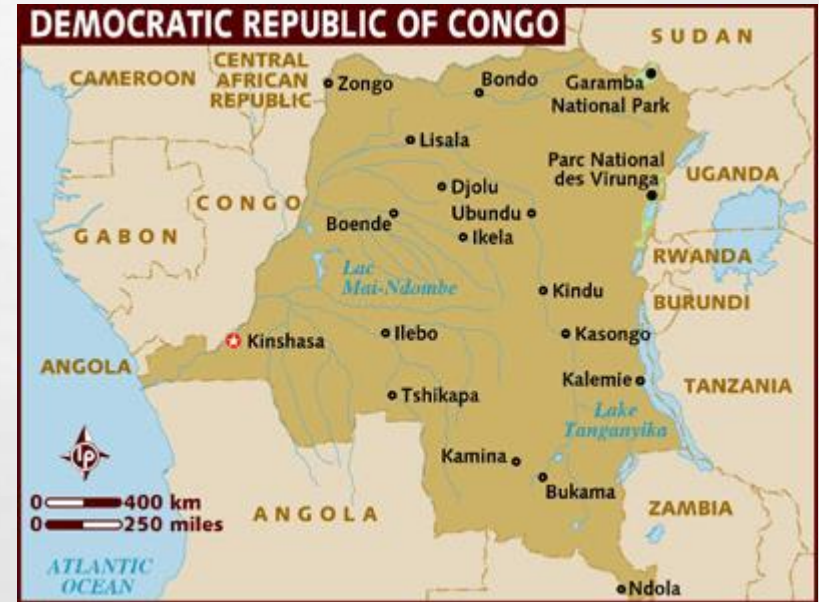 DEMOCRATIC REPUBLIC OF CONGO
SUDAN
CENTRAL
AFRICAN
REPUBLIC
CAMEROON
Zongo
Bondo
Garamba
National Park
Lisala
Parc National
des Virunga
UGANDA
Djolu
CONGO
Boende
Ubundu
Ikela
GABON
RWANDA
Lac
Mai-Ndombe
Kindu
BURUNDI
Kinshasa
Ilebo
Kasongo
ANGOLA
Kalemie
TANZANIA
Tshikapa
Lake
Tanganyika
Kamina
Bukama
LP
0 400 km
0 250 miles
ANGOLA
ZAMBIA
ATLANTIC
OCEAN
Ndola